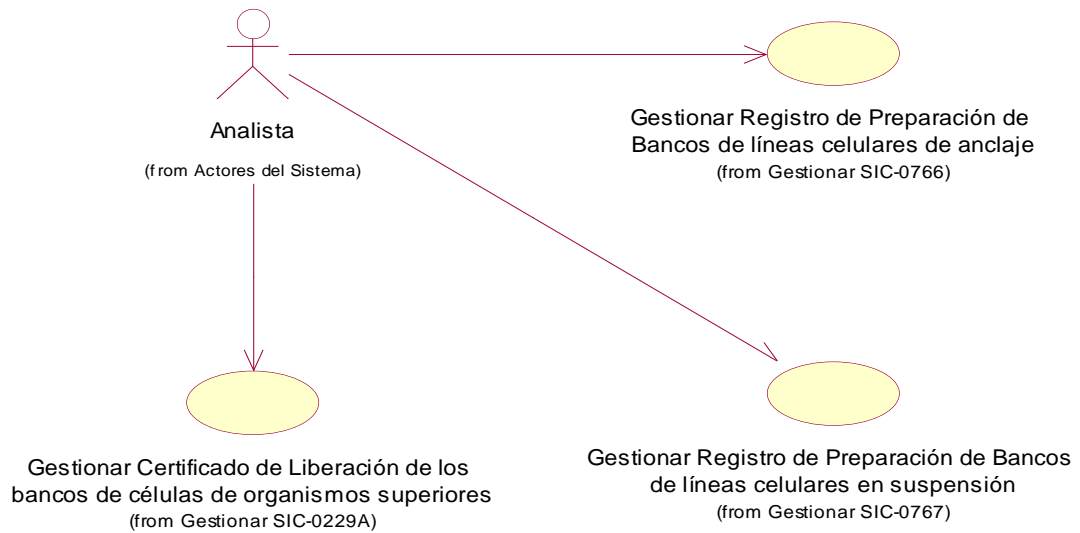 Analista
(from Actores del Sistema)
Gestionar Registro de Preparación de
Bancos de líneas celulares de anclaje
(from Gestionar SIC-0766)
Gestionar Certificado de Liberación de los
bancos de células de organismos superiores
(from Gestionar SIC-0229A)
Gestionar Registro de Preparación de Bancos
de líneas celulares en suspensión
(from Gestionar SIC-0767)